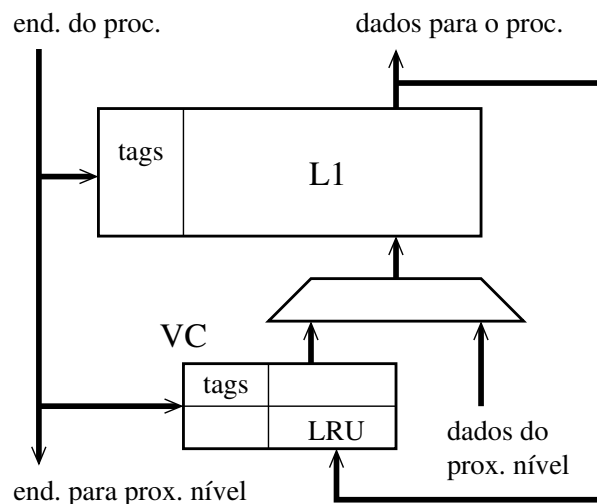 end. do proc.
dados para o proc.
tags
L1
VC
tags
LRU
dados do
prox. nível
end. para prox. nível